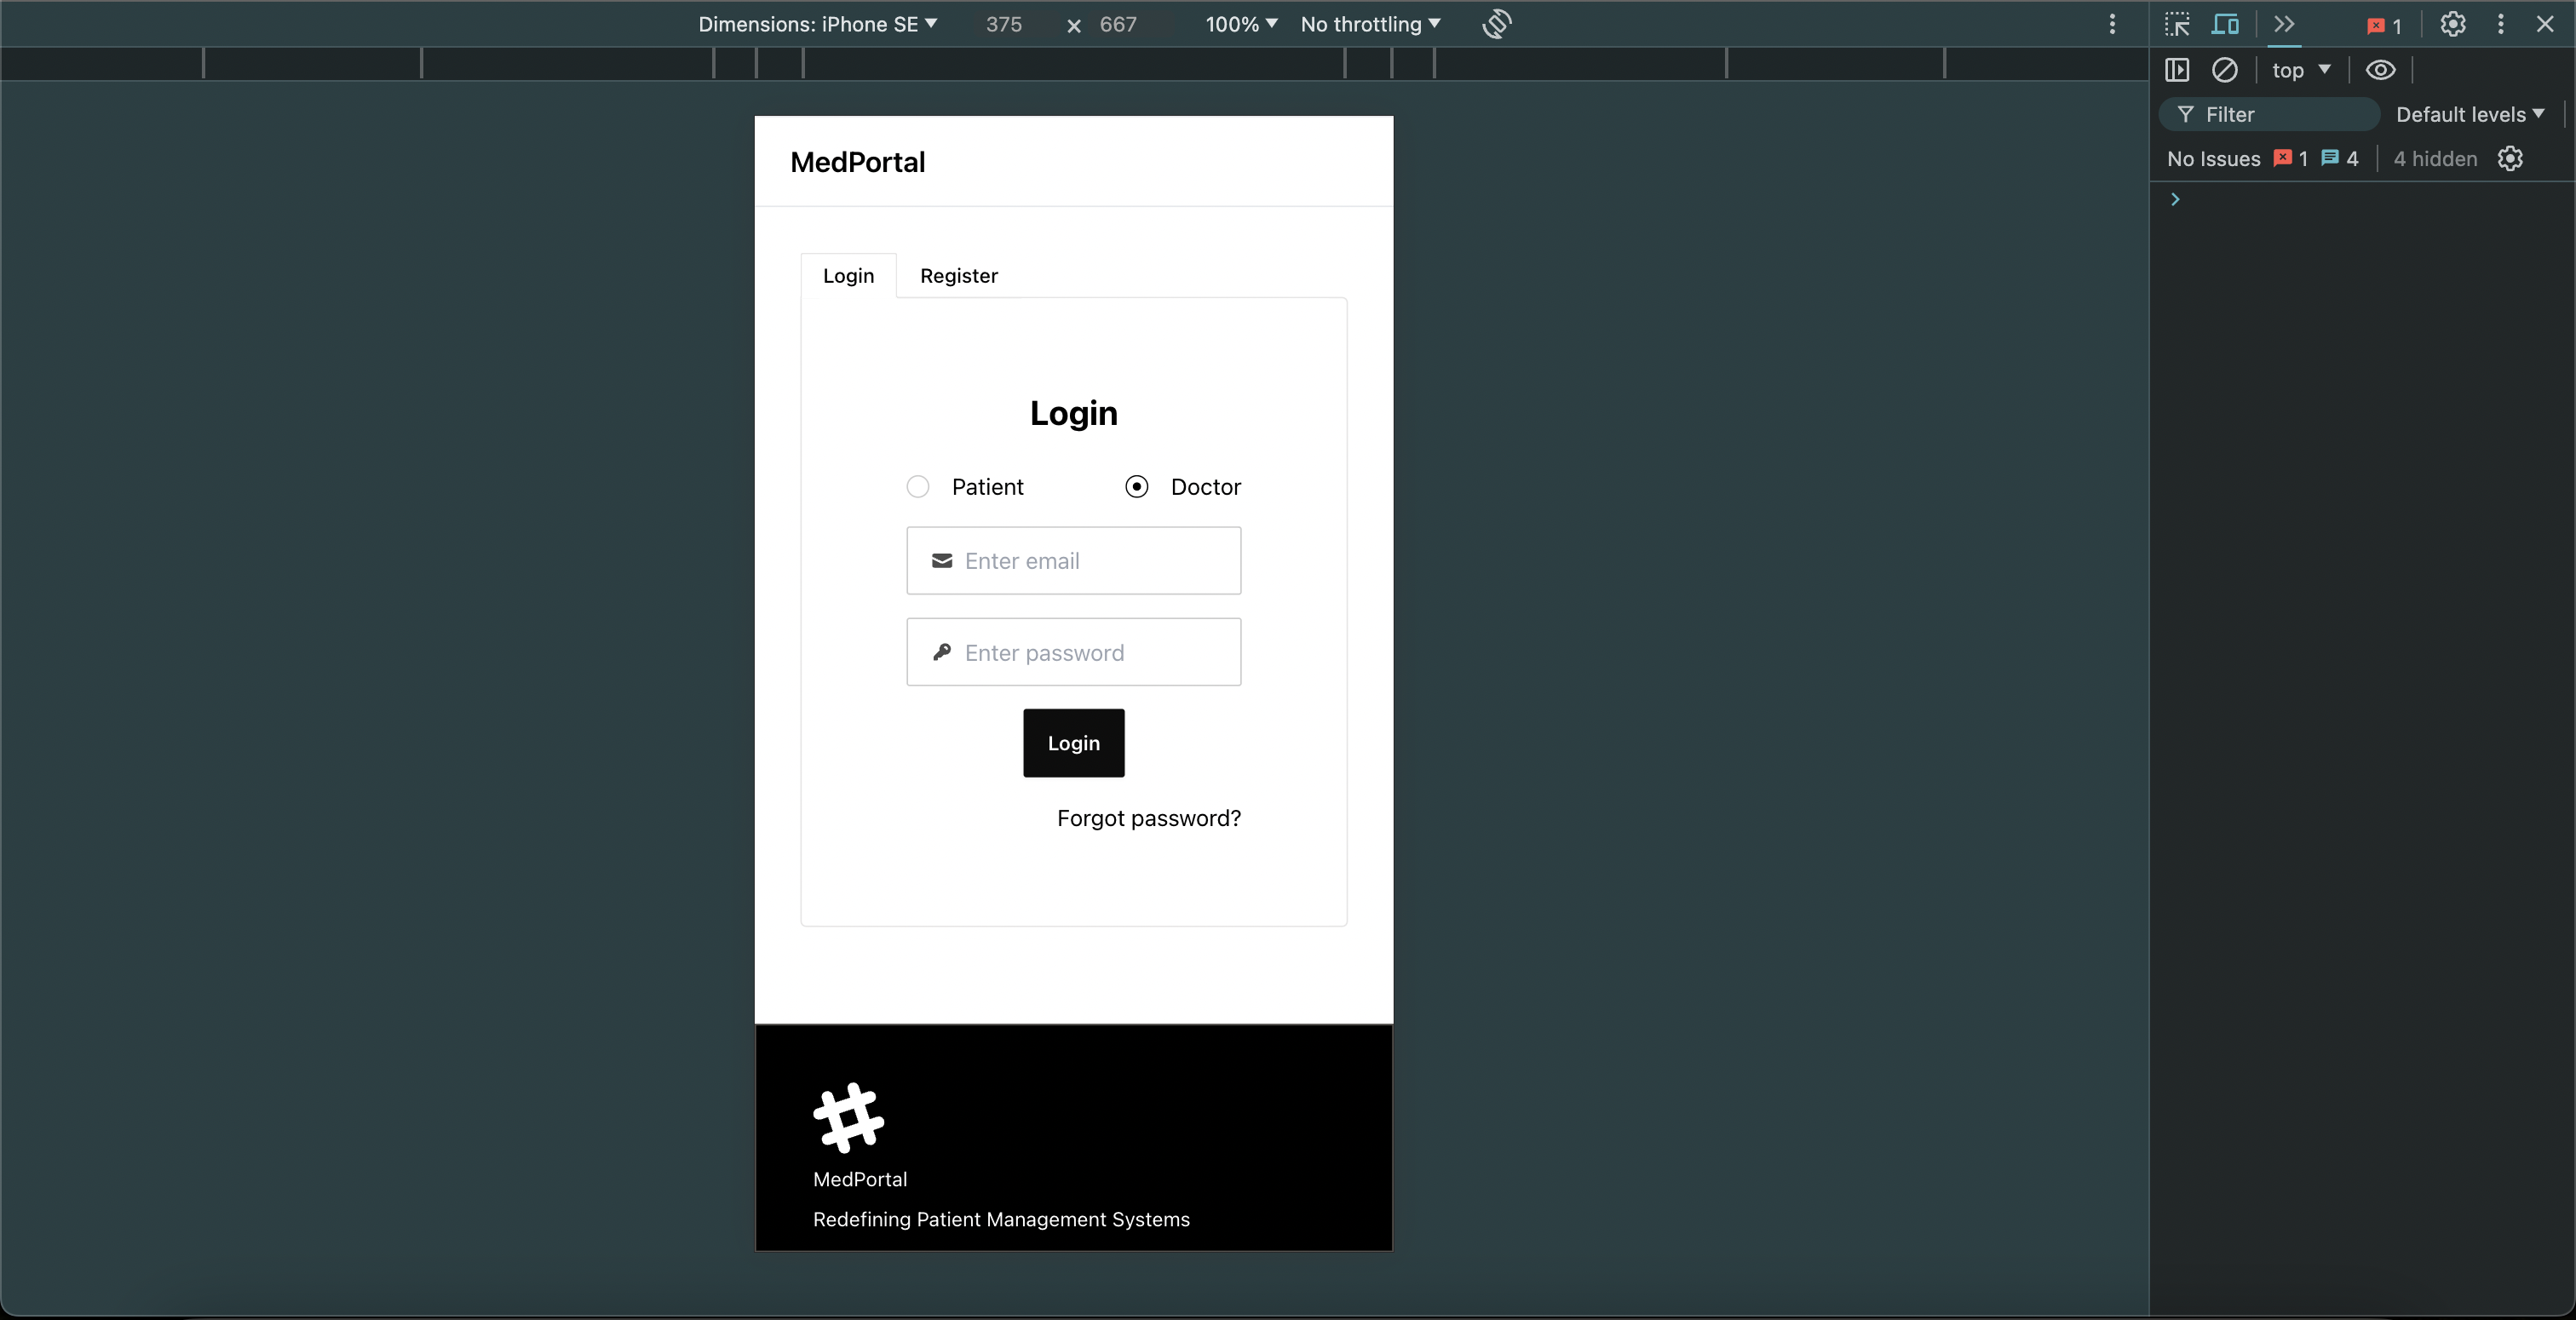 Dimensions: iPhone SE 375 x 667 100% No throttling
1
top
Filter Default levels
No Issues 1 4 4 hidden
MedPortal
Login Register
Login
Patient Doctor
Enter email
Enter password
Login
Forgot password?
MedPortal
Redefining Patient Management Systems